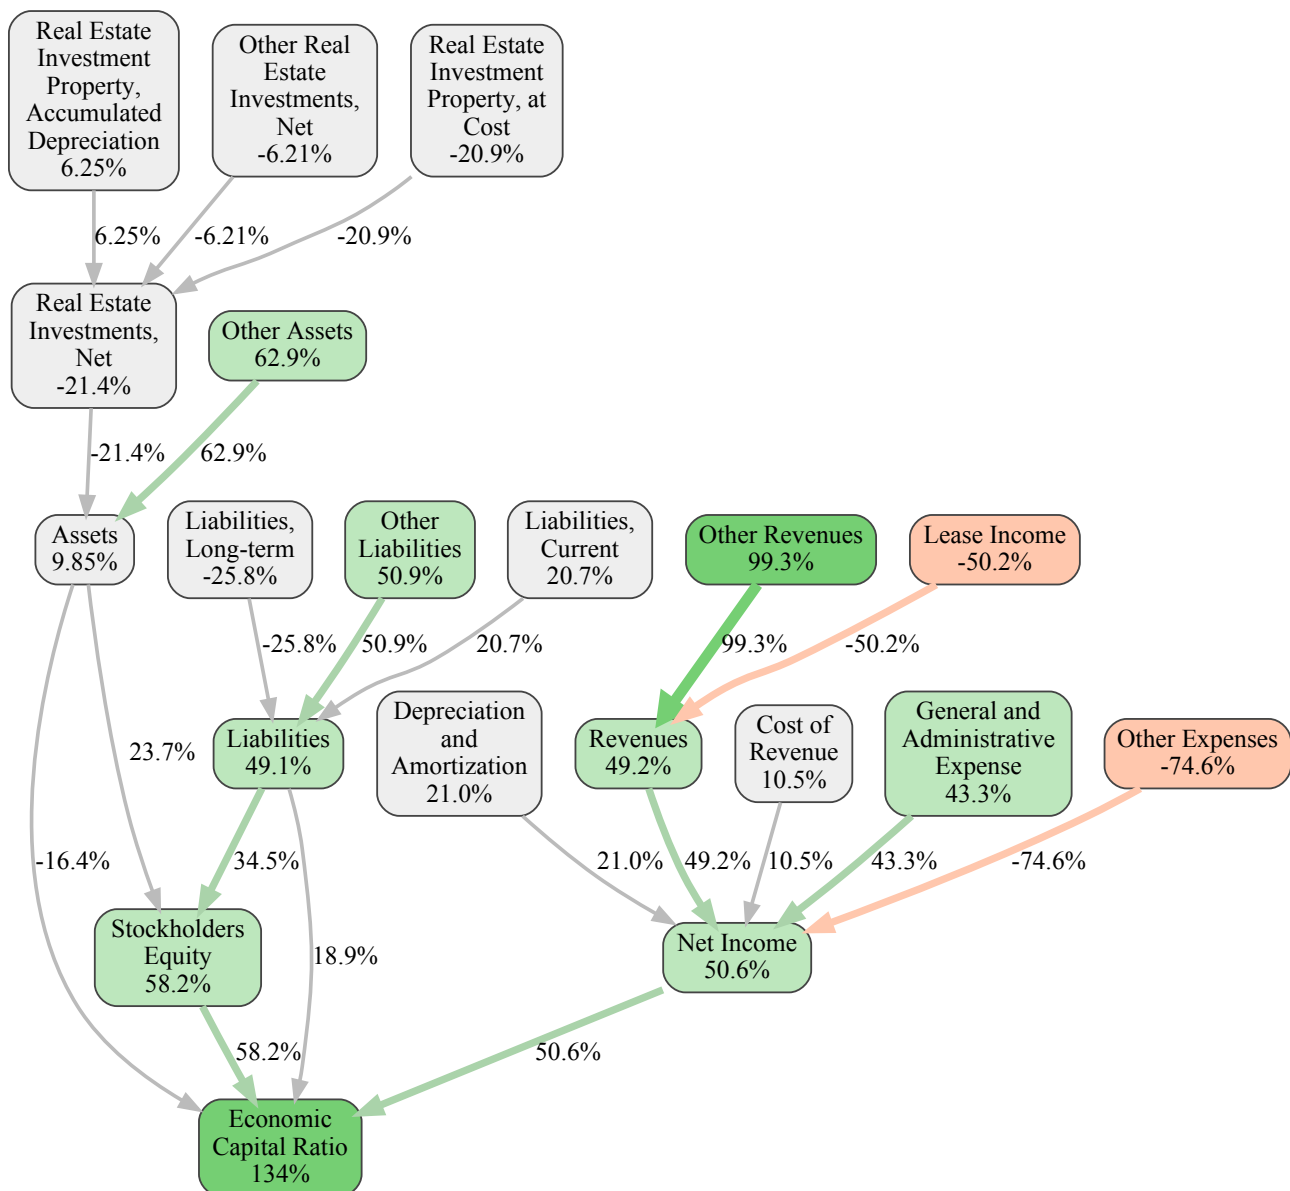 Real Estate
Investment
Property,
Accumulated
Depreciation
6.25%
Other Real
Estate
Investments,
Net
-6.21%
Real Estate
Investment
Property, at
Cost
-20.9%
6.25%
-6.21%
-20.9%
Real Estate
Investments,
Net
-21.4%
Other Assets
62.9%
-21.4%
62.9%
Assets
9.85%
Liabilities,
Long-term
-25.8%
Other
Liabilities
50.9%
Liabilities,
Current
20.7%
Other Revenues
99.3%
Lease Income
-50.2%
-25.8%
50.9%
20.7%
99.3%
-50.2%
23.7%
Liabilities
49.1%
Depreciation
and
Amortization
21.0%
Revenues
49.2%
Cost of
Revenue
10.5%
General and
Administrative
Expense
43.3%
Other Expenses
-74.6%
-16.4%
34.5%
21.0%
49.2%
10.5%
43.3%
-74.6%
Stockholders
Equity
58.2%
18.9%
Net Income
50.6%
58.2%
50.6%
Economic
Capital Ratio
134%